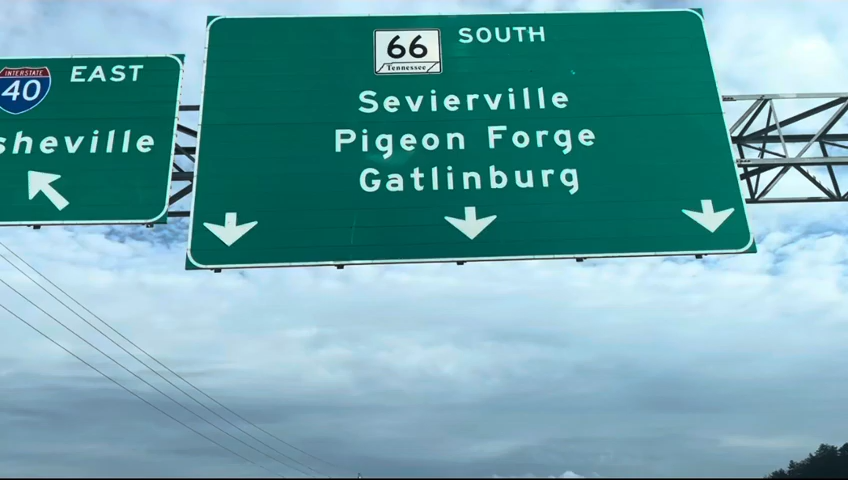 INTERSTATE
40
EAST
sheville
66
Tennessee
SOUTH
Sevierville
Pigeon Forge
Gatlinburg